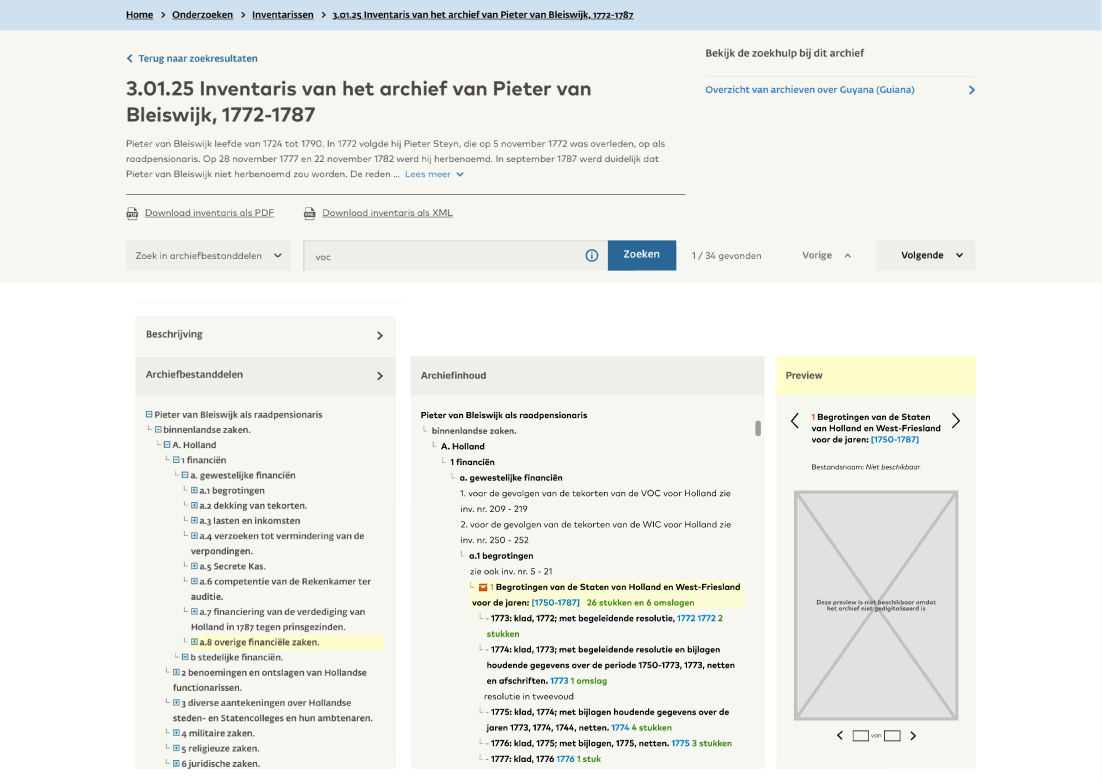 Home > Onderzoeken > Inventarissen > 3.01.25 Inventaris van het archief van Pieter van Bleiswijk, 1772-1787
Terug naar zoekresultaten
3.01.25 Inventaris van het archief van Pieter van
Bleiswijk, 1772-1787
Pieter van Bleiswijk leefde van 1724 tot 1790. In 1772 volgde hij Pieter Steyn, die op 5 november 1772 was overleden, op als
raadpensionaris. Op 28 november 1777 en 22 november 1782 werd hij herbenoemd. In september 1787 werd duidelijk dat
Pieter van Bleiswijk niet herbenoemd zou worden. De reden ... Lees meer
Download inventaris als PDF
Download inventaris als XML
Bekijk de zoekhulp bij dit archief
Overzicht van archieven over Guyana (Guiana)
Zoek in archiefbestanddelen
voc
Zoeken
1 / 34 gevonden
Vorige
Volgende
Beschrijving
Archiefbestanddelen
Pieter van Bleiswijk als raadpensionaris
binnenlandse zaken.
A. Holland
1 financiën
a. gewestelijke financiën
a.1 begrotingen
a.2 dekking van tekorten.
a.3 lasten en inkomsten
a.4 verzoeken tot vermindering van de
verpondingen.
a.5 Secrete Kas.
a.6 competentie van de Rekenkamer ter
auditie.
a.7 financiering van de verdediging van
Holland in 1787 tegen prinsgezinden.
a.8 overige financiële zaken.
b stedelijke financiën.
2 benoemingen en ontslagen van Hollandse
functionarissen.
3 diverse aantekeningen over Hollandse
steden- en Statencolleges en hun ambtenaren.
4 militaire zaken.
5 religieuze zaken.
6 juridische zaken.
Archiefinhoud
Pieter van Bleiswijk als raadpensionaris
binnenlandse zaken.
A. Holland
1 financiën
a. gewestelijke financiën
1. voor de gevolgen van de tekorten van de VOC voor Holland zie
inv. nr. 209 - 219
2. voor de gevolgen van de tekorten van de WIC voor Holland zie
inv. nr. 250 - 252
a.1 begrotingen
zie ook inv. nr. 5 - 21
1 Begrotingen van de Staten van Holland en West-Friesland
voor de jaren: [1750-1787] 26 stukken en 6 omslagen
- 1773: klad, 1772; met begeleidende resolutie, 1772 1772 2
stukken
- 1774: klad, 1773; met begeleidende resolutie en bijlagen
houdende gegevens over de periode 1750-1773, 1773, netten
en afschriften. 1773 1 omslag
resolutie in tweevoud
- 1775: klad, 1774; met bijlagen houdende gegevens over de
jaren 1773, 1774, 1744, netten. 1774 4 stukken
- 1776: klad, 1775; met bijlagen, 1775, netten. 1775 3 stukken
- 1777: klad, 1776 1776 1 stuk
Preview
1 Begrotingen van de Staten
van Holland en West-Friesland
voor de jaren: [1750-1787]
Bestandsnaam: Niet beschikbaar
Deze preview is niet beschikbaar omdat
het archief niet gedigitaliseerd is
van